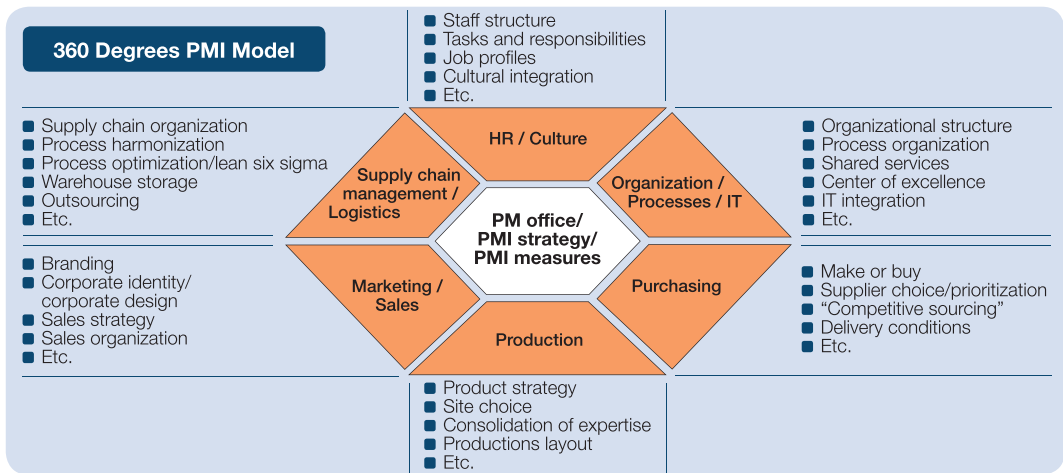 360 Degrees PMI Model
Staff structure
Tasks and responsibilities
Job profiles
Cultural integration
Etc.
Supply chain organization
Process harmonization
Process optimization/lean six sigma
Warehouse storage
Outsourcing
Etc.
HR / Culture
Supply chain
management /
Logistics
Organization /
Processes / IT
Organizational structure
Process organization
Shared services
Center of excellence
IT integration
Etc.
PM office/
PMI strategy/
PMI measures
Branding
Corporate identity/
corporate design
Sales strategy
Sales organization
Etc.
Marketing /
Sales
Purchasing
Make or buy
Supplier choice/prioritization
“Competitive sourcing”
Delivery conditions
Etc.
Production
Product strategy
Site choice
Consolidation of expertise
Productions layout
Etc.